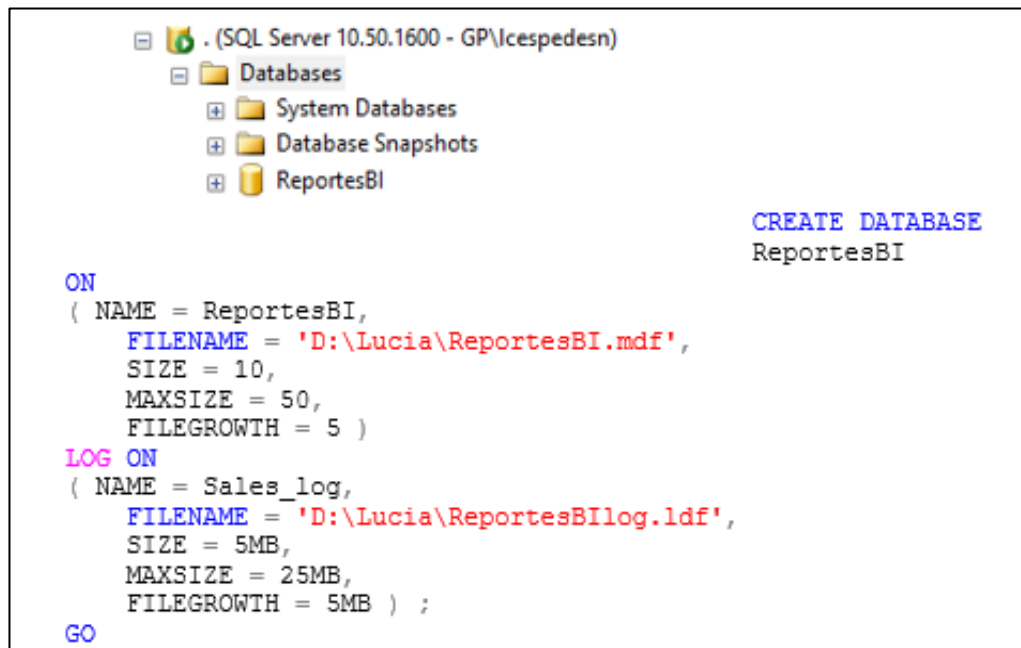 . (SQL Server 10.50.1600 - GP\lcespedesn)
Databases
System Databases
Database Snapshots
ReportesBI
CREATE DATABASE
ReportesBI
ON
( NAME = ReportesBI,
FILENAME = 'D:\Lucia\ReportesBI.mdf',
SIZE = 10,
MAXSIZE = 50,
FILEGROWTH = 5 )
LOG ON
( NAME = Sales_log,
FILENAME = 'D:\Lucia\ReportesBIlog.ldf',
SIZE = 5MB,
MAXSIZE = 25MB,
FILEGROWTH = 5MB ) ;
GO